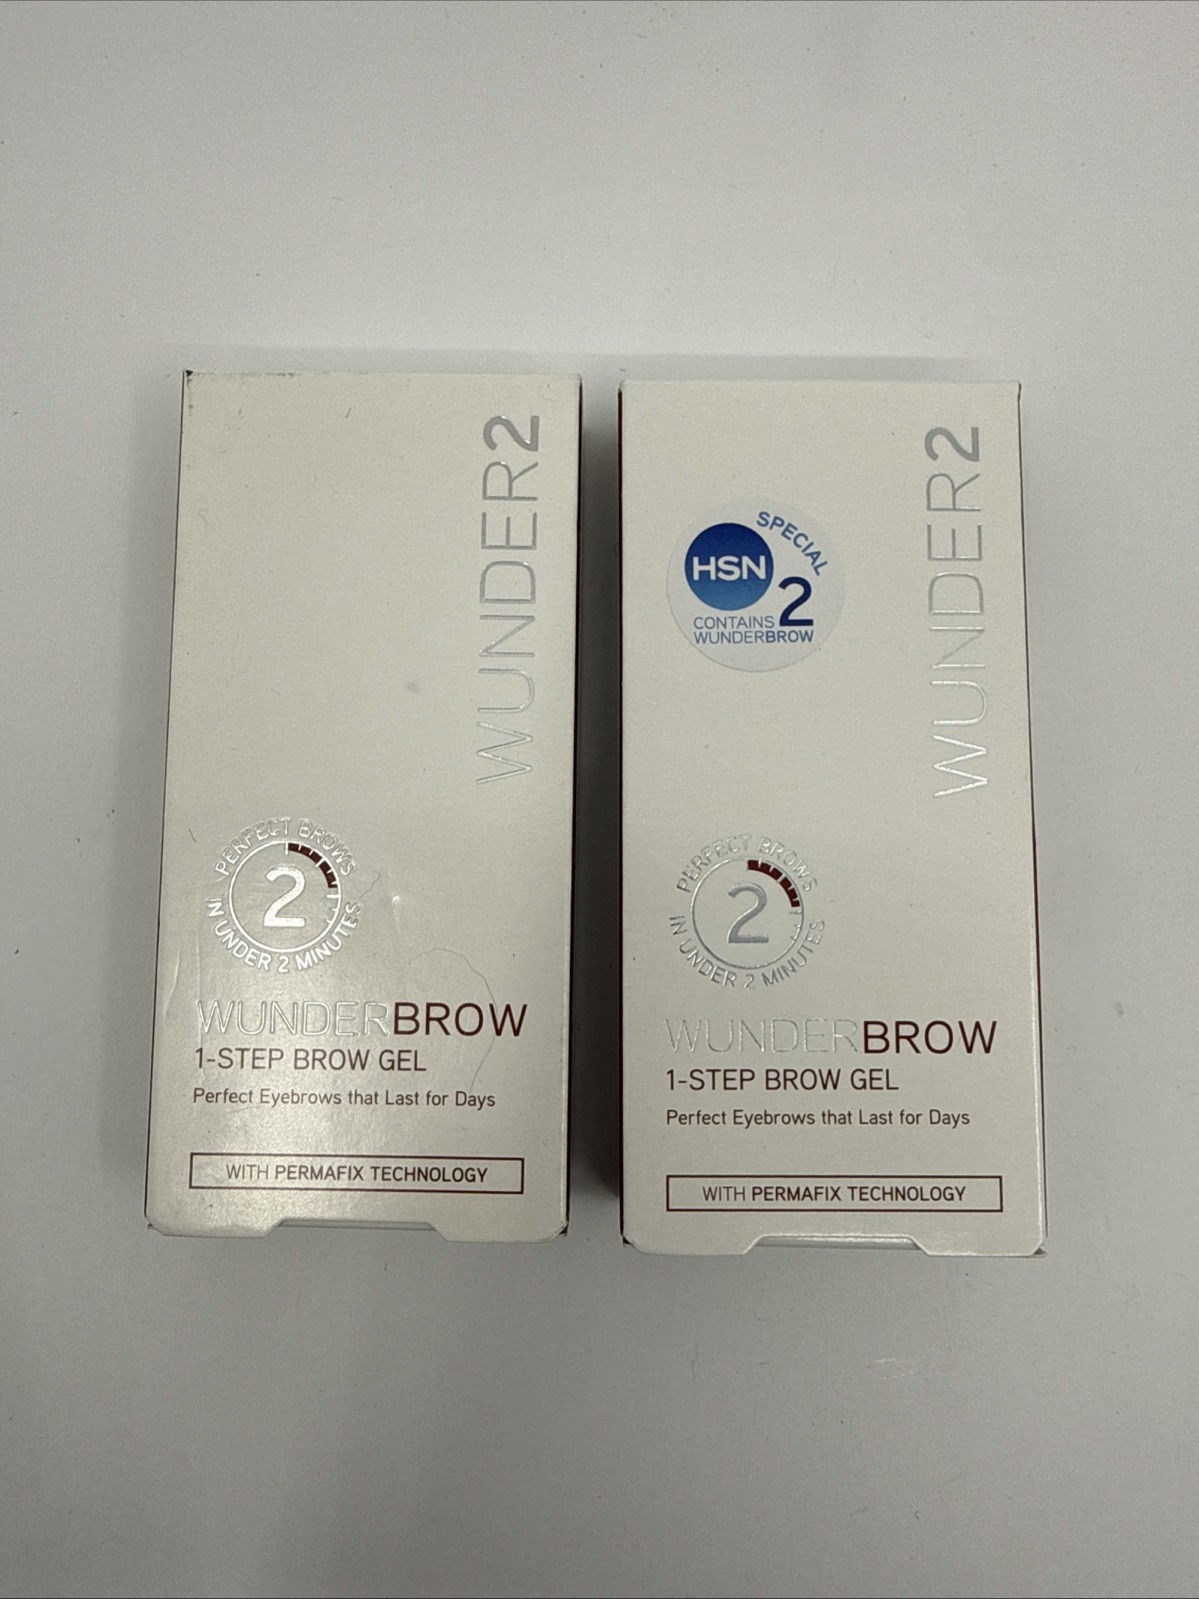 WUNDER2
PERFECT BROWS
IN UNDER 2 MINUTES
2
WUNDERBROW
1-STEP BROW GEL
Perfect Eyebrows that Last for Days
WITH PERMAFIX TECHNOLOGY
WUNDER2
SPECIAL
HSN
2
CONTAINS
WUNDERBROW
PERFECT BROWS
IN UNDER 2 MINUTES
2
WUNDERBROW
1-STEP BROW GEL
Perfect Eyebrows that Last for Days
WITH PERMAFIX TECHNOLOGY